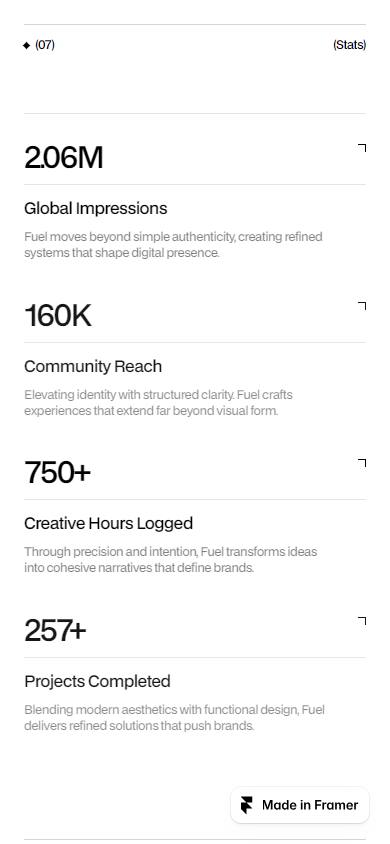 (07) (Stats)
2.06M
Global Impressions
Fuel moves beyond simple authenticity, creating refined
systems that shape digital presence.
160K
Community Reach
Elevating identity with structured clarity. Fuel crafts
experiences that extend far beyond visual form.
750+
Creative Hours Logged
Through precision and intention, Fuel transforms ideas
into cohesive narratives that define brands.
257+
Projects Completed
Blending modern aesthetics with functional design, Fuel
delivers refined solutions that push brands.
Made in Framer